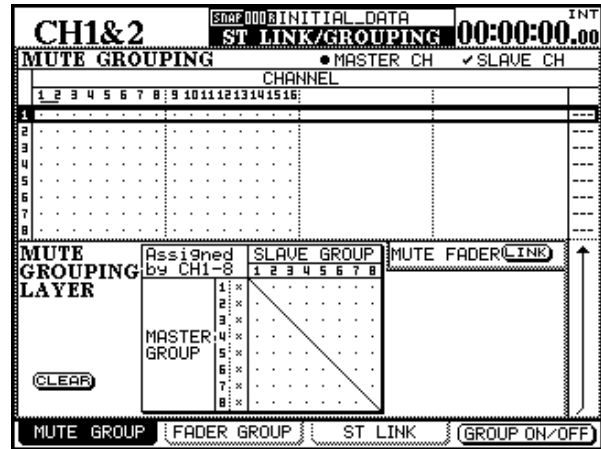 CH1&2 SNAP 000 INITIAL_DATA INT
ST LINK/GROUPING 00:00:00.00
MUTE GROUPING ●MASTER CH ✓SLAVE CH
CHANNEL
1 2 3 4 5 6 7 8 9 10 11 12 13 14 15 16
1 ---
2 ---
3 ---
4 ---
5 ---
6 ---
7 ---
8 ---
MUTE GROUPING LAYER
Assigned by CH1-8
SLAVE GROUP
1 2 3 4 5 6 7 8
MUTE FADER LINK
MASTER GROUP
1 ×
2 ×
3 ×
4 ×
5 ×
6 ×
7 ×
8 ×
CLEAR
MUTE GROUP FADER GROUP ST LINK GROUP ON/OFF